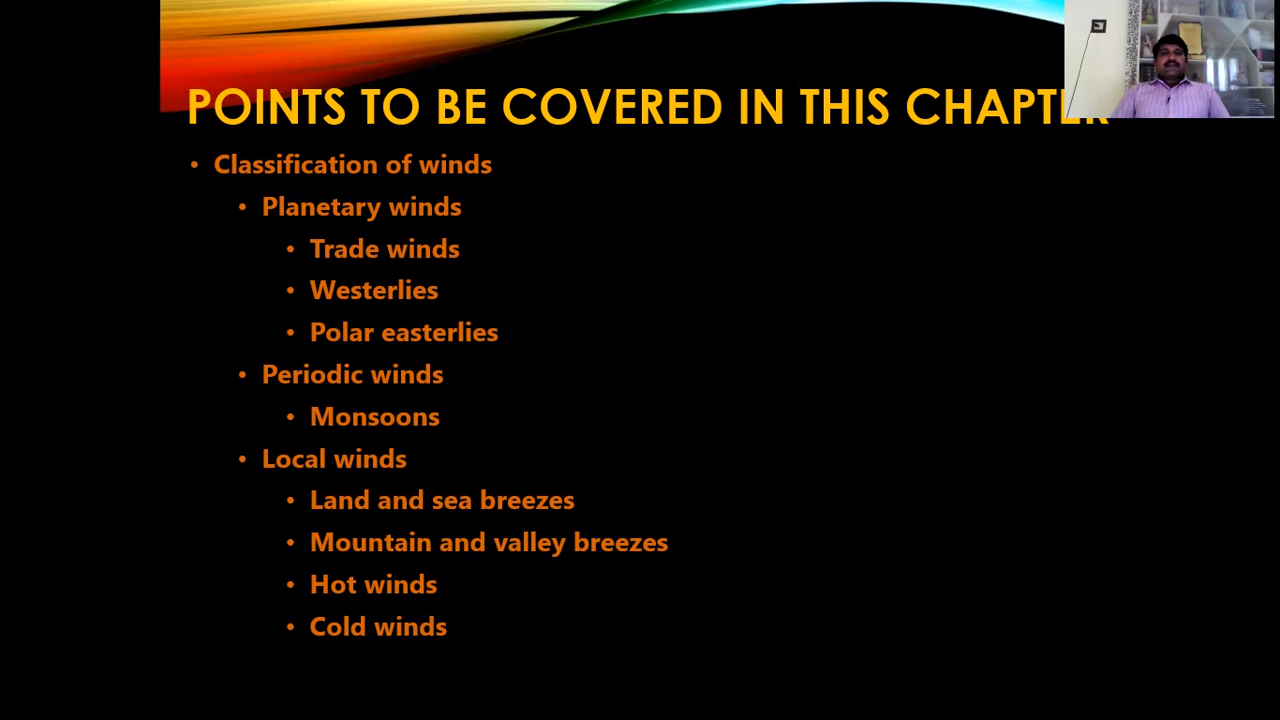 POINTS TO BE COVERED IN THIS CHAPTER
• Classification of winds
• Planetary winds
• Trade winds
• Westerlies
• Polar easterlies
• Periodic winds
• Monsoons
• Local winds
• Land and sea breezes
• Mountain and valley breezes
• Hot winds
• Cold winds